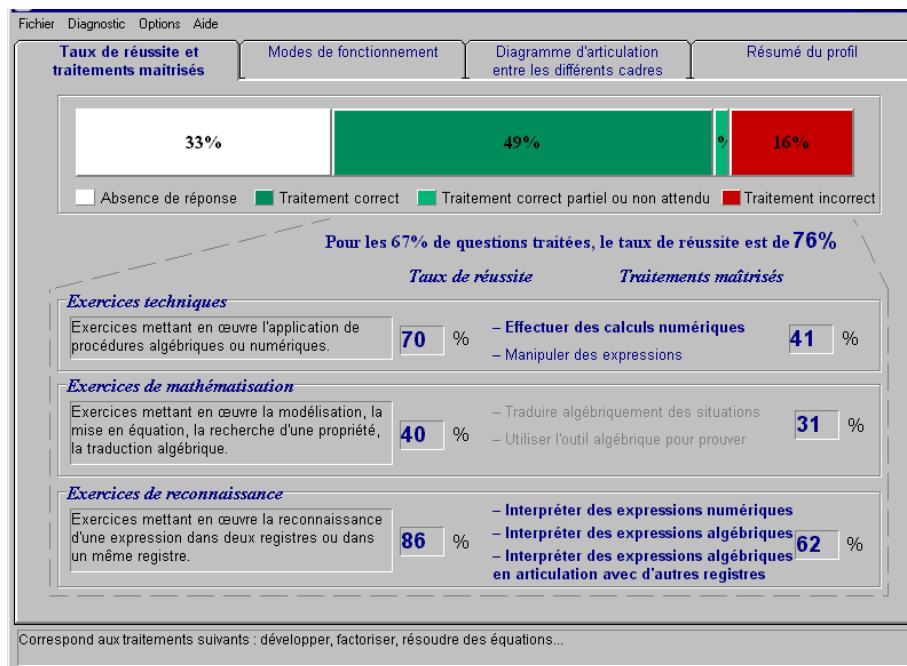 Fichier Diagnostic Options Aide
Taux de réussite et
traitements maîtrisés
Modes de fonctionnement
Diagramme d'articulation
entre les différents cadres
Résumé du profil
33%
49%
%
16%
Absence de réponse
Traitement correct
Traitement correct partiel ou non attendu
Traitement incorrect
Pour les 67% de questions traitées, le taux de réussite est de 76%
Taux de réussite
Traitements maîtrisés
Exercices techniques
Exercices mettant en œuvre l'application de
procédures algébriques ou numériques.
70 %
– Effectuer des calculs numériques
– Manipuler des expressions
41 %
Exercices de mathématisation
Exercices mettant en œuvre la modélisation, la
mise en équation, la recherche d'une propriété,
la traduction algébrique.
40 %
– Traduire algébriquement des situations
– Utiliser l'outil algébrique pour prouver
31 %
Exercices de reconnaissance
Exercices mettant en œuvre la reconnaissance
d'une expression dans deux registres ou dans
un même registre.
86 %
– Interpréter des expressions numériques
– Interpréter des expressions algébriques
– Interpréter des expressions algébriques
en articulation avec d'autres registres
62 %
Correspond aux traitements suivants : développer, factoriser, résoudre des équations...